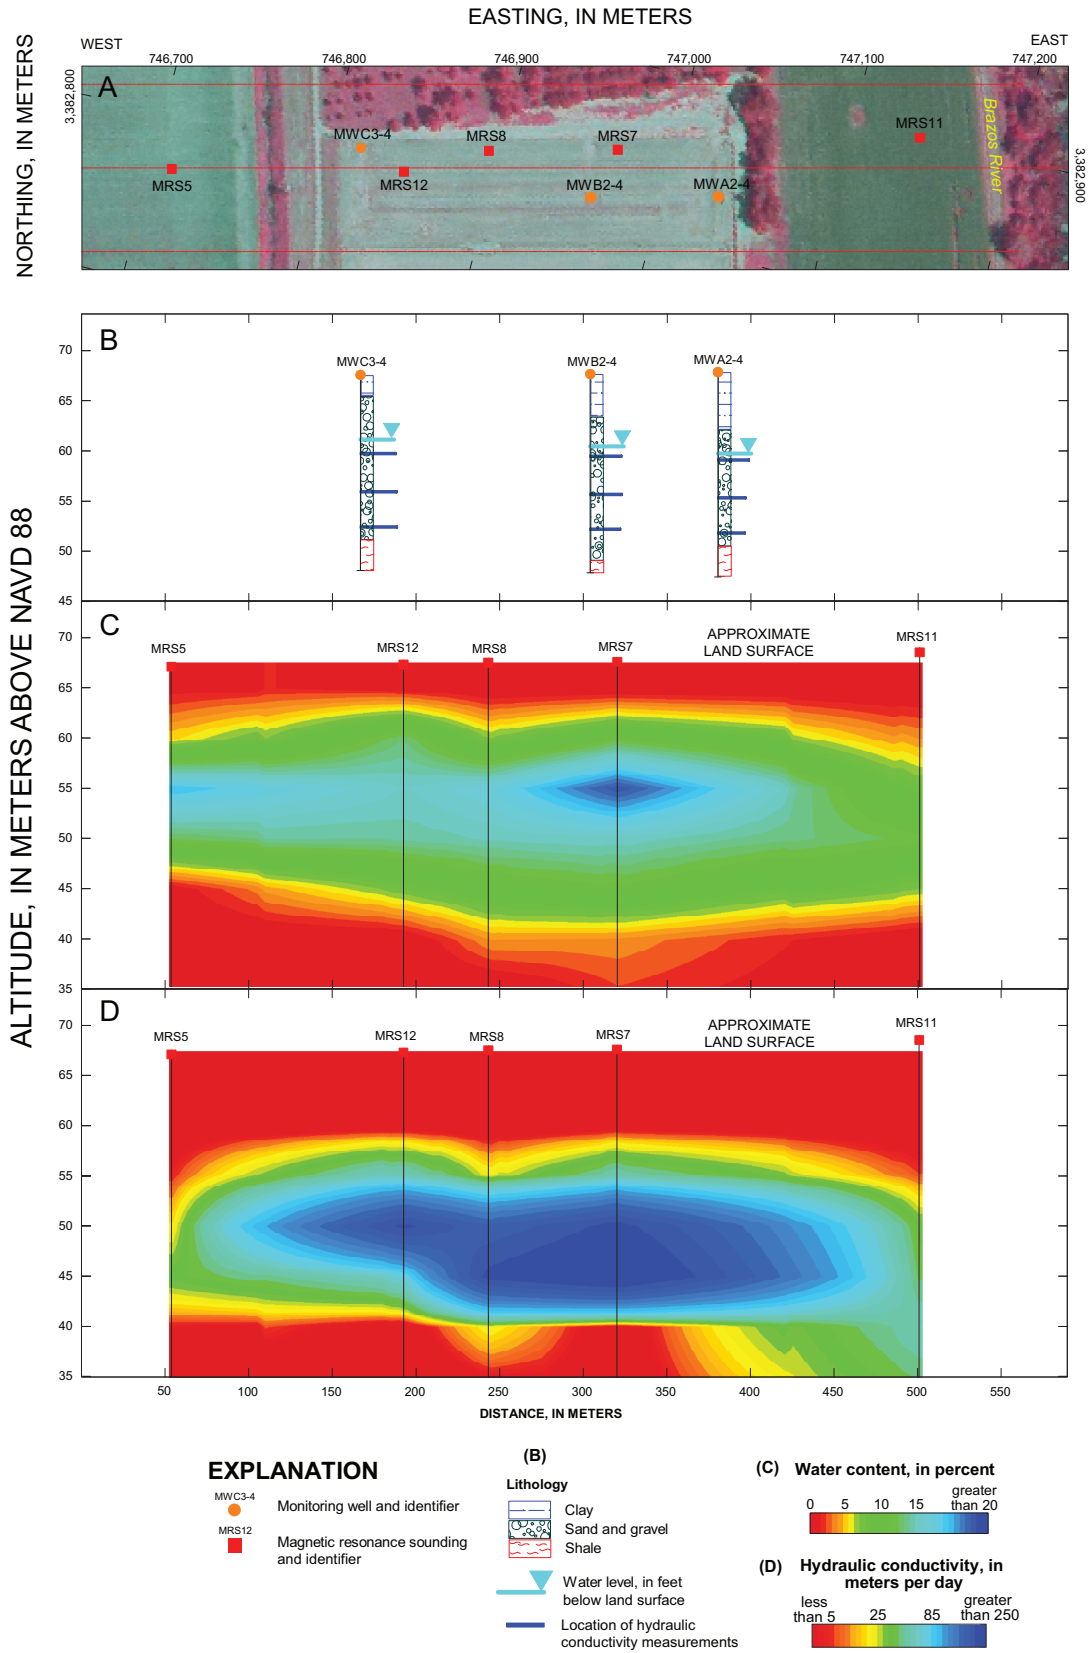 EASTING, IN METERS
WEST
EAST
746,700
746,800
746,900
747,000
747,100
747,200
NORTHING, IN METERS
3,382,800
3,382,900
A
MWC3-4
MRS8
MRS7
MRS11
MRS5
MRS12
MWB2-4
MWA2-4
Brazos River
ALTITUDE, IN METERS ABOVE NAVD 88
B
70
65
60
55
50
45
MWC3-4
MWB2-4
MWA2-4
C
70
65
60
55
50
45
40
35
MRS5
MRS12
MRS8
MRS7
APPROXIMATE
LAND SURFACE
MRS11
D
70
65
60
55
50
45
40
35
MRS5
MRS12
MRS8
MRS7
APPROXIMATE
LAND SURFACE
MRS11
50
100
150
200
250
300
350
400
450
500
550
DISTANCE, IN METERS
EXPLANATION
MWC3-4
Monitoring well and identifier
MRS12
Magnetic resonance sounding
and identifier
(B)
Lithology
Clay
Sand and gravel
Shale
Water level, in feet
below land surface
Location of hydraulic
conductivity measurements
(C) Water content, in percent
0 5 10 15 greater
than 20
(D) Hydraulic conductivity, in
meters per day
less
than 5 25 85 greater
than 250